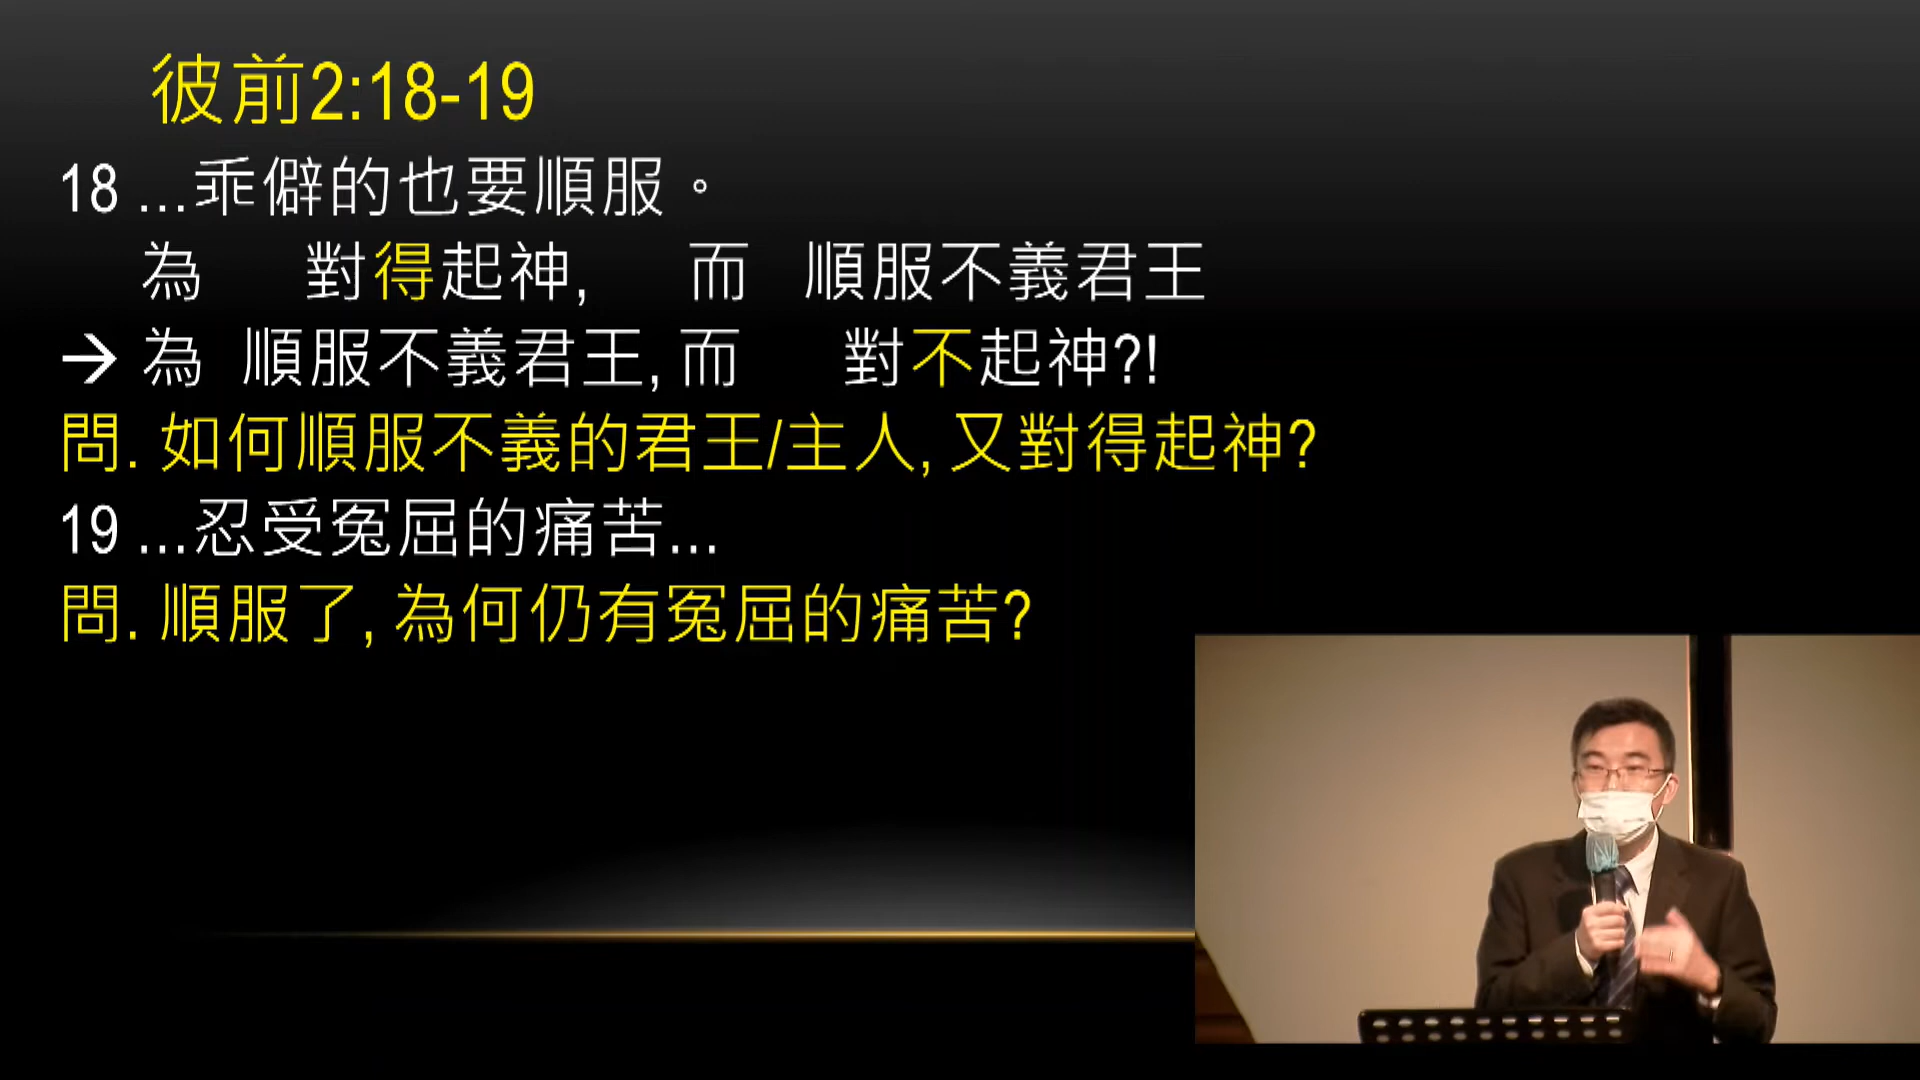 彼前2:18-19
18 ...乖僻的也要順服。
為 對得起神, 而 順服不義君王
→ 為 順服不義君王, 而 對不起神?!
問. 如何順服不義的君王/主人, 又對得起神?
19 ...忍受冤屈的痛苦...
問. 順服了, 為何仍有冤屈的痛苦?